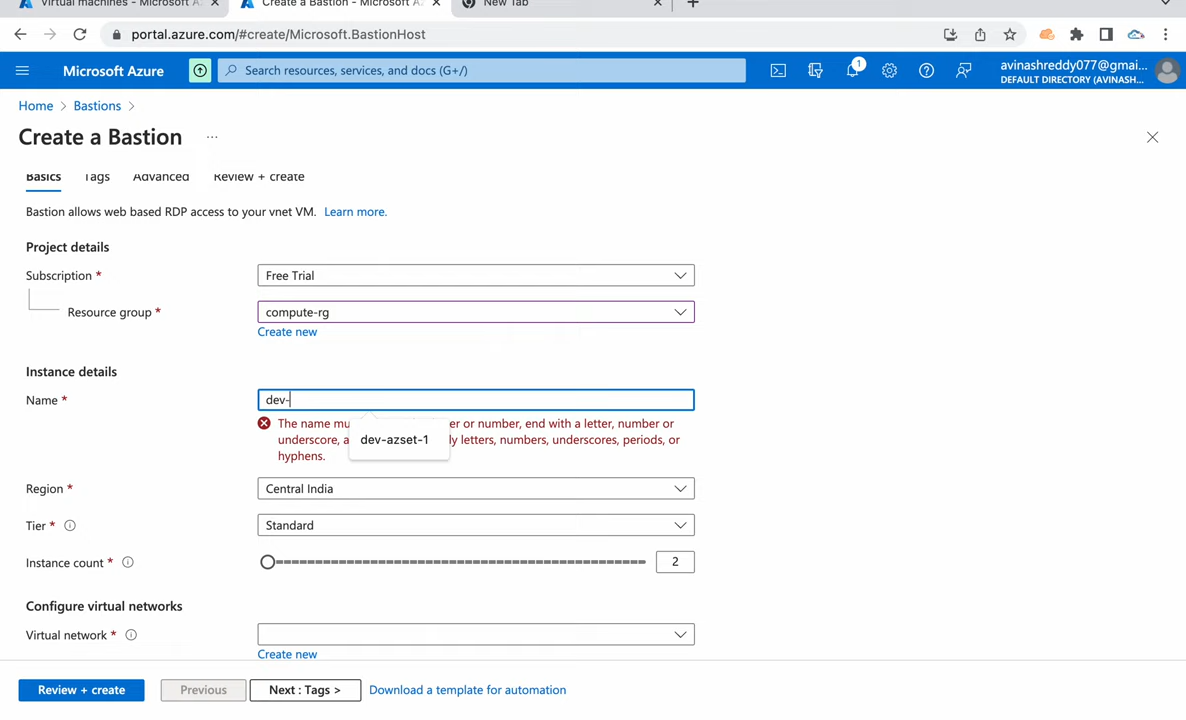 Virtual machines - Microsoft A
Create a Bastion - Microsoft A
New Tab
portal.azure.com/#create/Microsoft.BastionHost
Microsoft Azure
Search resources, services, and docs (G+/)
1
avinashreddy077@gmai...
DEFAULT DIRECTORY (AVINASH...
Home > Bastions >
Create a Bastion ...
Basics Tags Advanced Review + create
Bastion allows web based RDP access to your vnet VM. Learn more.
Project details
Subscription *
Free Trial
Resource group *
compute-rg
Create new
Instance details
Name *
dev-
The name mu er or number, end with a letter, number or
underscore, a ly letters, numbers, underscores, periods, or
hyphens.
dev-azset-1
Region *
Central India
Tier *
Standard
Instance count *
2
Configure virtual networks
Virtual network *
Create new
Review + create
Previous
Next : Tags >
Download a template for automation